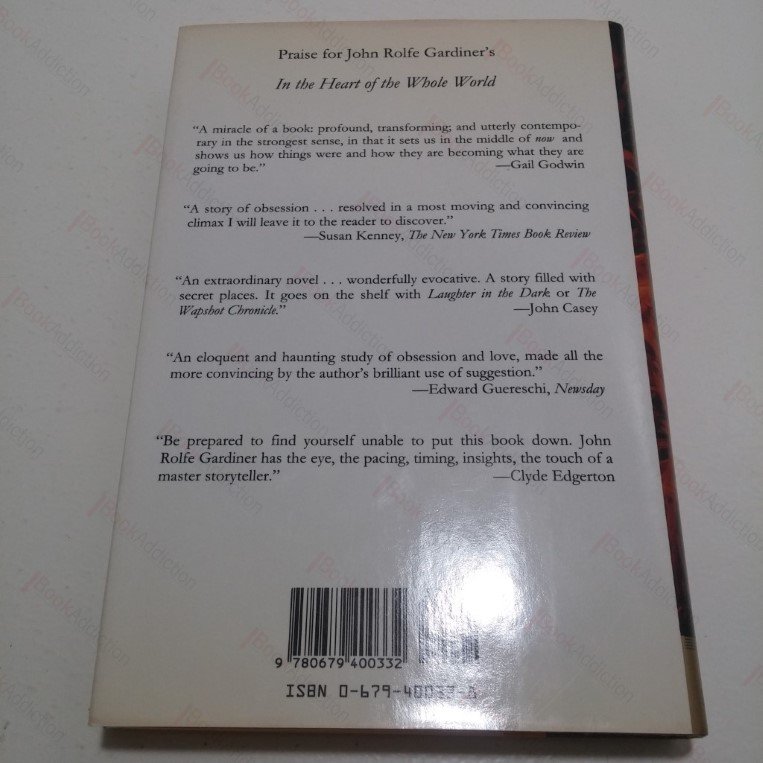 Praise for John Rolfe Gardiner's
In the Heart of the Whole World
“A miracle of a book: profound, transforming; and utterly contempo-
rary in the strongest sense, in that it sets us in the middle of now and
shows us how things were and how they are becoming what they are
going to be.” —Gail Godwin
“A story of obsession . . . resolved in a most moving and convincing
climax I will leave it to the reader to discover.”
—Susan Kenney, The New York Times Book Review
“An extraordinary novel . . . wonderfully evocative. A story filled with
secret places. It goes on the shelf with Laughter in the Dark or The
Wapshot Chronicle.” —John Casey
“An eloquent and haunting study of obsession and love, made all the
more convincing by the author's brilliant use of suggestion.”
—Edward Guereschi, Newsday
“Be prepared to find yourself unable to put this book down. John
Rolfe Gardiner has the eye, the pacing, timing, insights, the touch of a
master storyteller.” —Clyde Edgerton
9 780679 400332
ISBN 0-679-
BookAddiction